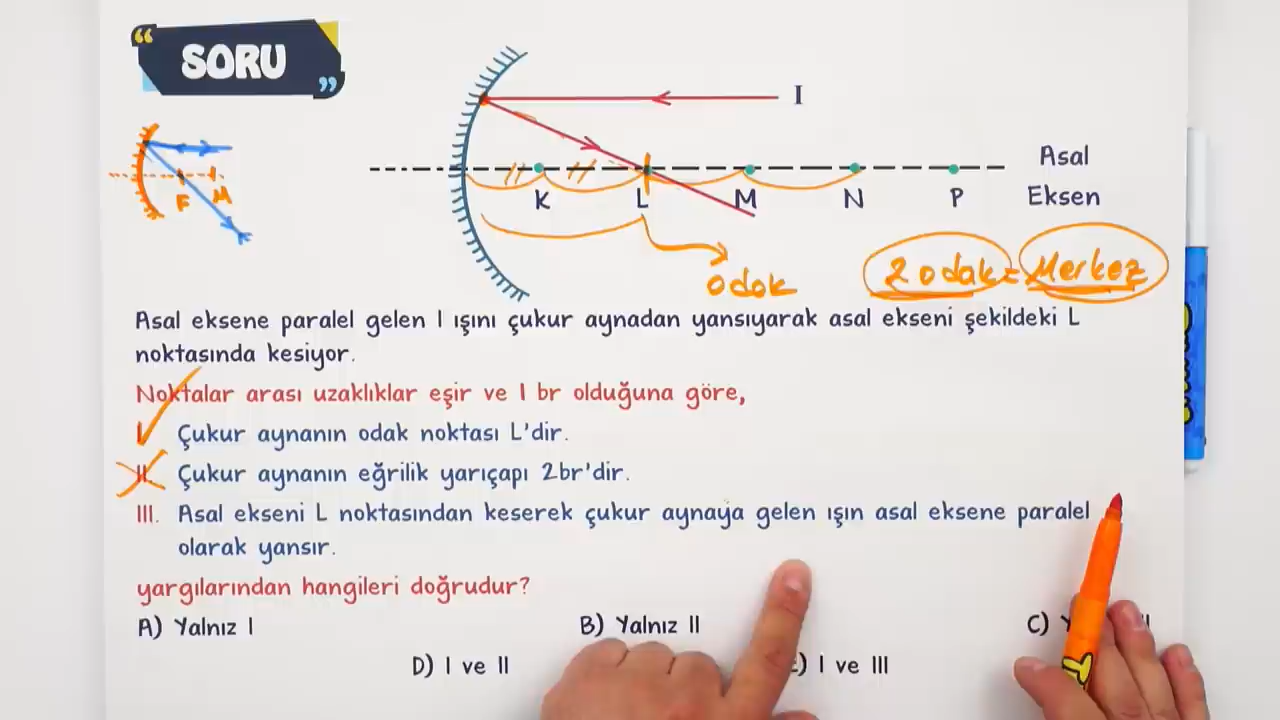 “ SORU ”
I
Asal
Eksen
K L M N P
F M
Odak
2 odak = Merkez
Asal eksene paralel gelen I ışını çukur aynadan yansıyarak asal ekseni şekildeki L
noktasında kesiyor.
Noktalar arası uzaklıklar eşir ve 1 br olduğuna göre,
I. Çukur aynanın odak noktası L'dir.
II. Çukur aynanın eğrilik yarıçapı 2br'dir.
III. Asal ekseni L noktasından keserek çukur aynaya gelen ışın asal eksene paralel
olarak yansır.
yargılarından hangileri doğrudur?
A) Yalnız I
B) Yalnız II
C)
D) I ve II
) I ve III